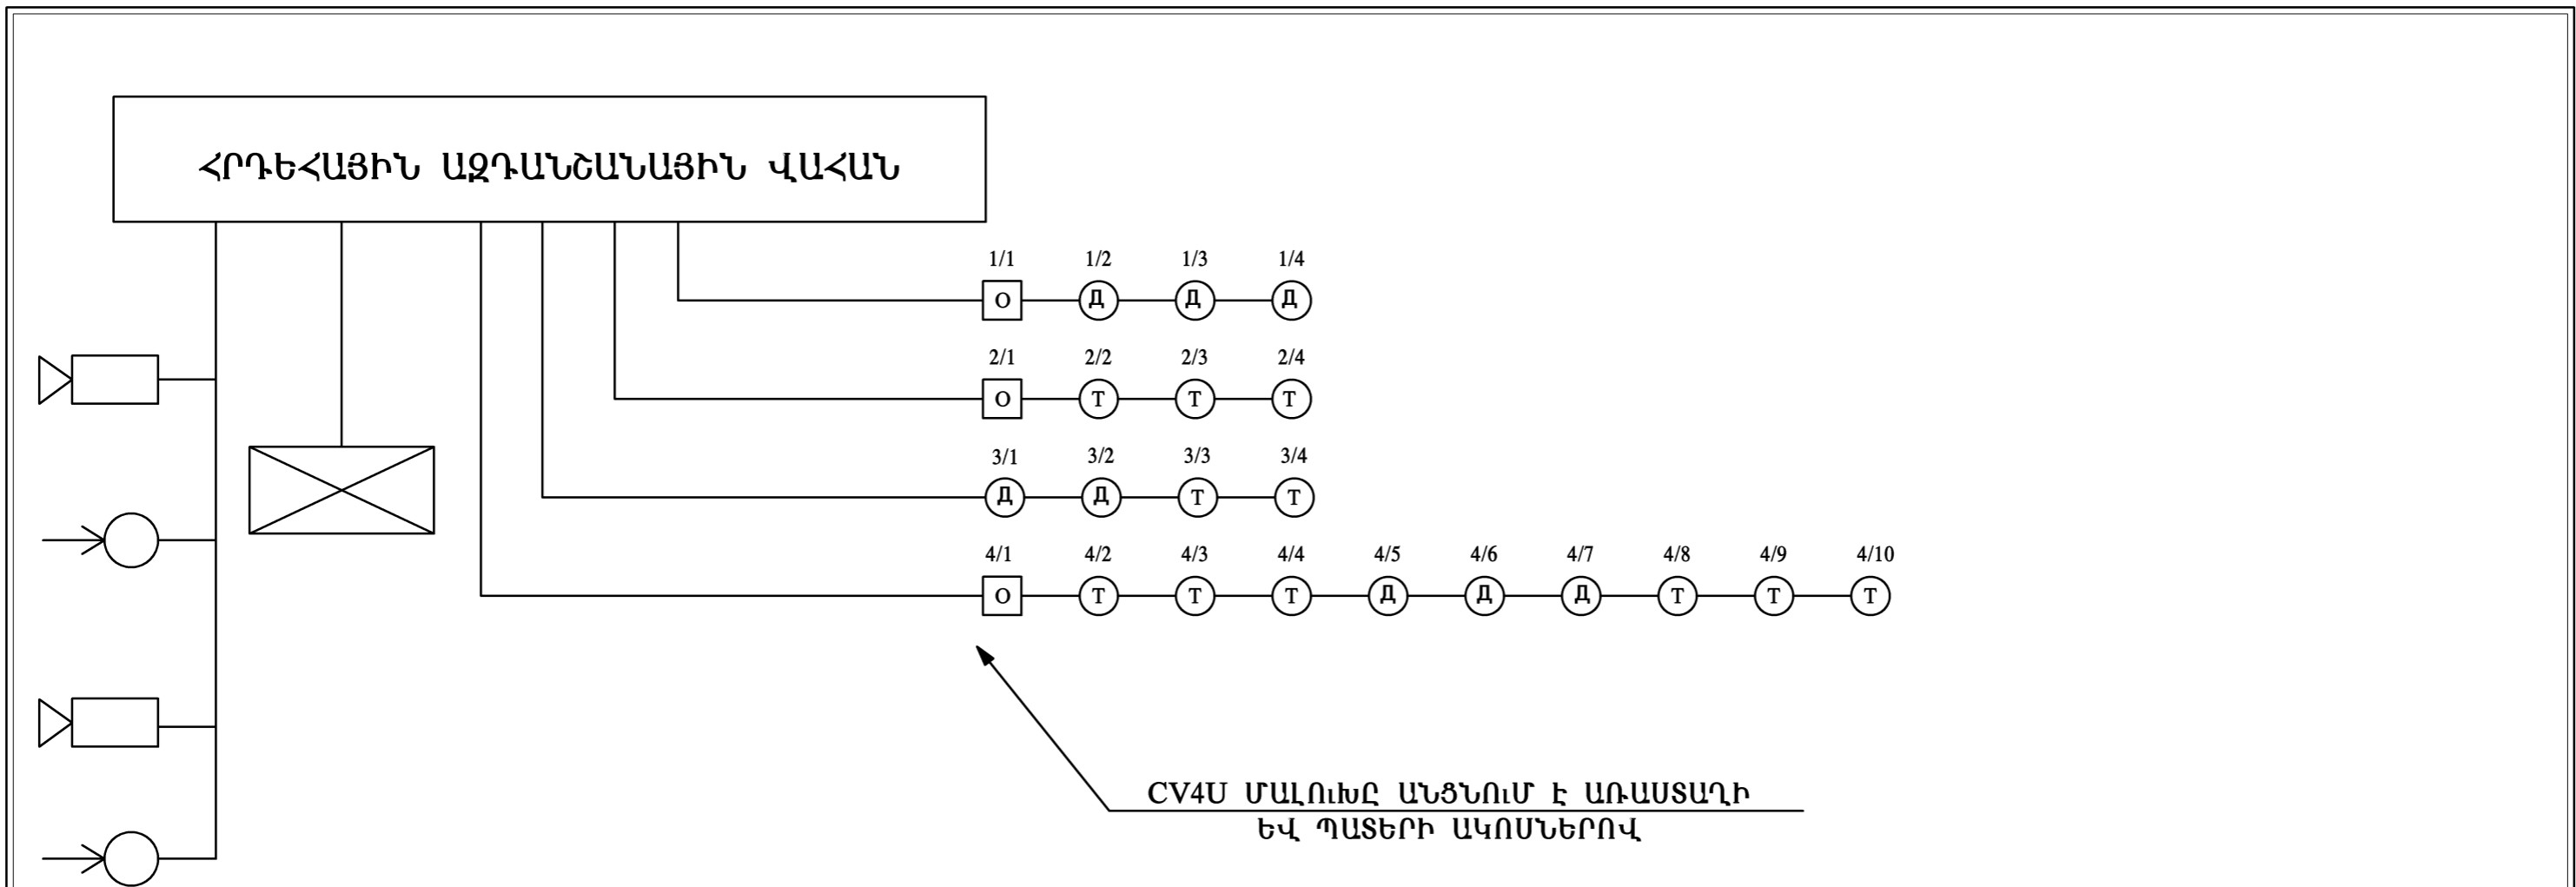 ՀՐԴԵՀԱՅԻՆ ԱԶԴԱՆՇԱՆԱՅԻՆ ՎԱՀԱՆ
1/1 1/2 1/3 1/4
О Д Д Д
2/1 2/2 2/3 2/4
О Т Т Т
3/1 3/2 3/3 3/4
Д Д Т Т
4/1 4/2 4/3 4/4 4/5 4/6 4/7 4/8 4/9 4/10
О Т Т Т Д Д Д Т Т Т
CV4U ՄԱԼՈւԽԸ ԱՆՑՆՈւՄ Է ԱՌԱՍՏԱՂԻ
ԵՎ ՊԱՏԵՐԻ ԱԿՈՍՆԵՐՈՎ